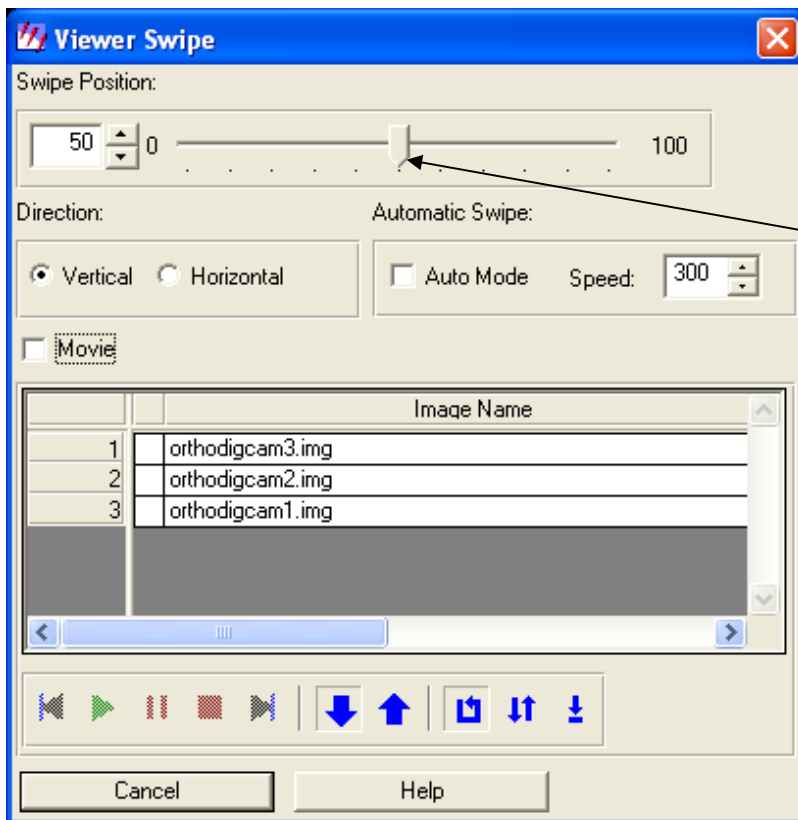 Viewer Swipe
Swipe Position:
50 0 100
Direction: Automatic Swipe:
Vertical Horizontal Auto Mode Speed: 300
Movie
Image Name
1 orthodigcam3.img
2 orthodigcam2.img
3 orthodigcam1.img
Cancel Help